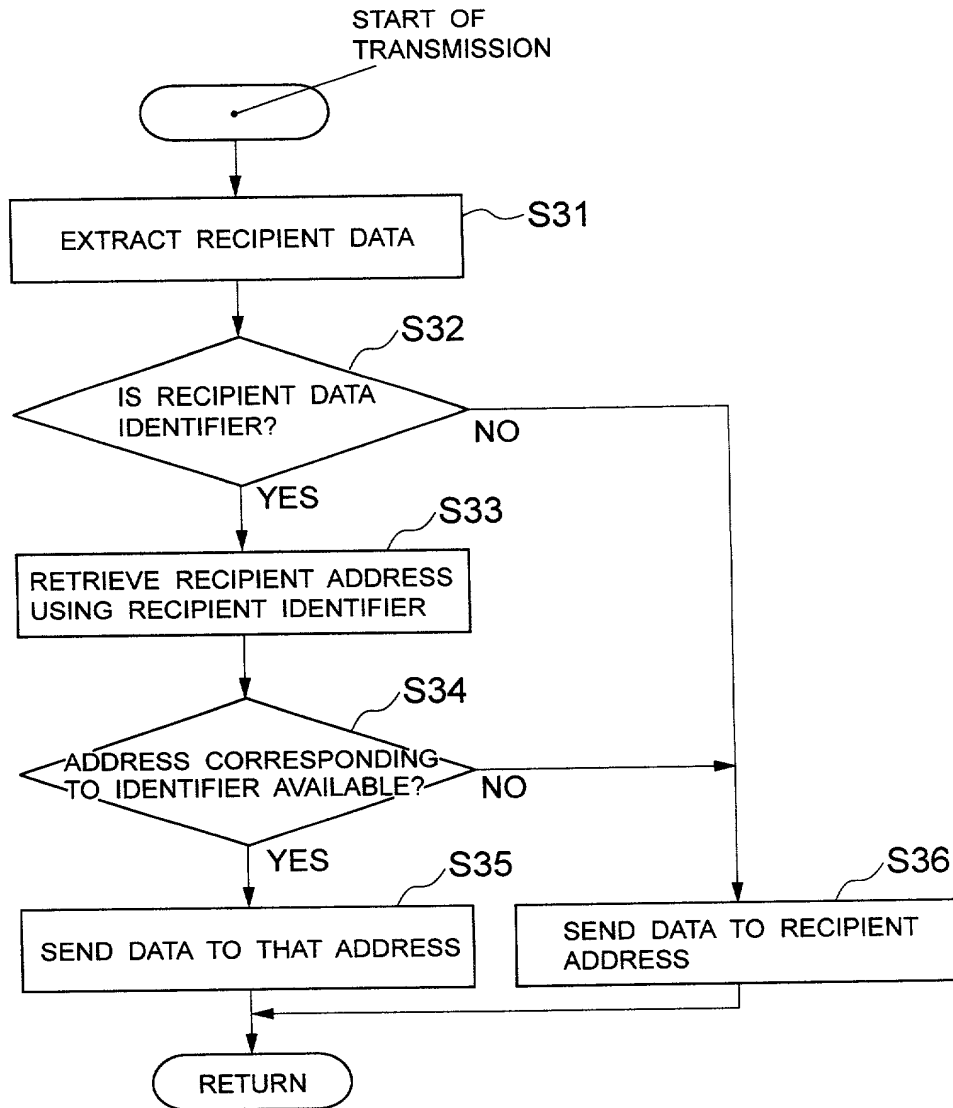 START OF
TRANSMISSION
S31
EXTRACT RECIPIENT DATA
S32
IS RECIPIENT DATA
IDENTIFIER?
NO
YES
S33
RETRIEVE RECIPIENT ADDRESS
USING RECIPIENT IDENTIFIER
S34
ADDRESS CORRESPONDING
TO IDENTIFIER AVAILABLE?
NO
YES
S35
SEND DATA TO THAT ADDRESS
S36
SEND DATA TO RECIPIENT
ADDRESS
RETURN